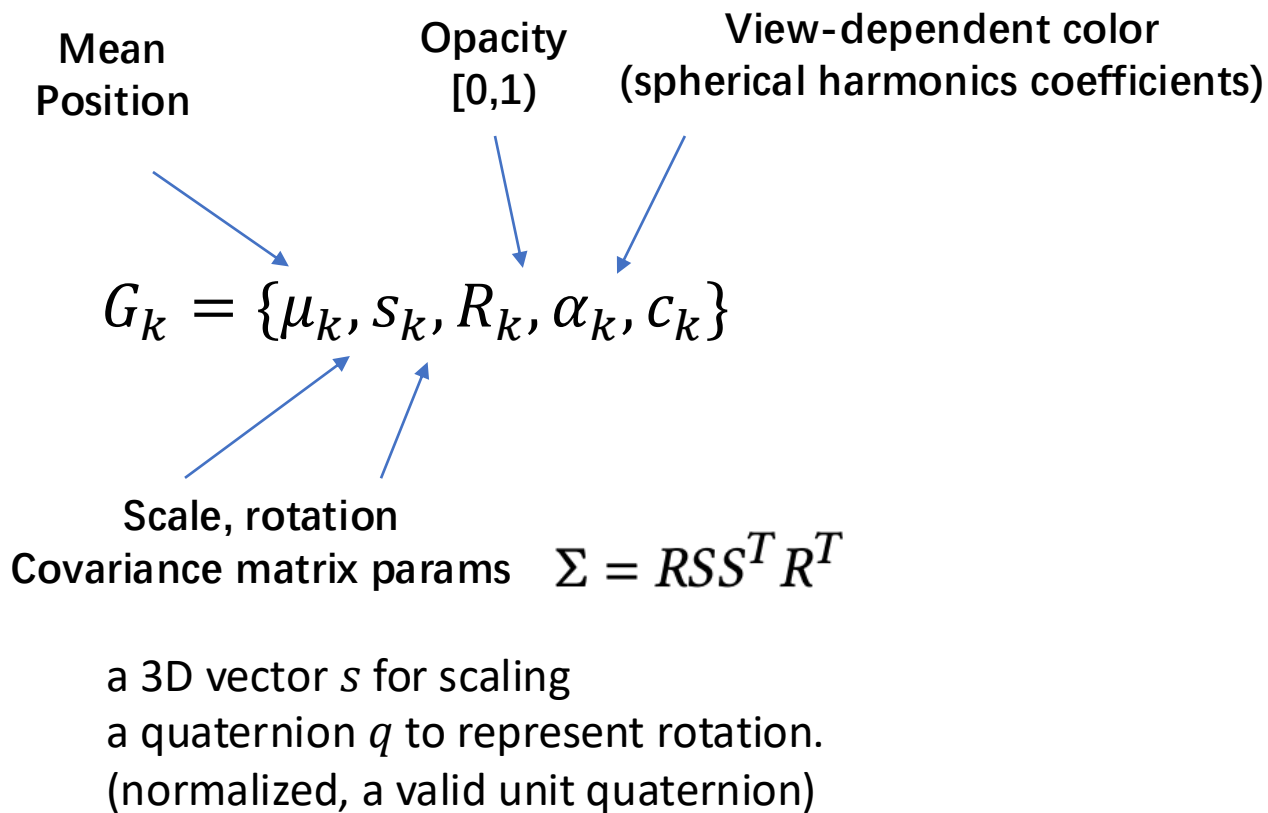 Mean
Position
Opacity
[0,1)
View-dependent color
(spherical harmonics coefficients)
G_k = {μ_k, s_k, R_k, α_k, c_k}
Scale, rotation
Covariance matrix params
Σ = RSS^T R^T
a 3D vector s for scaling
a quaternion q to represent rotation.
(normalized, a valid unit quaternion)